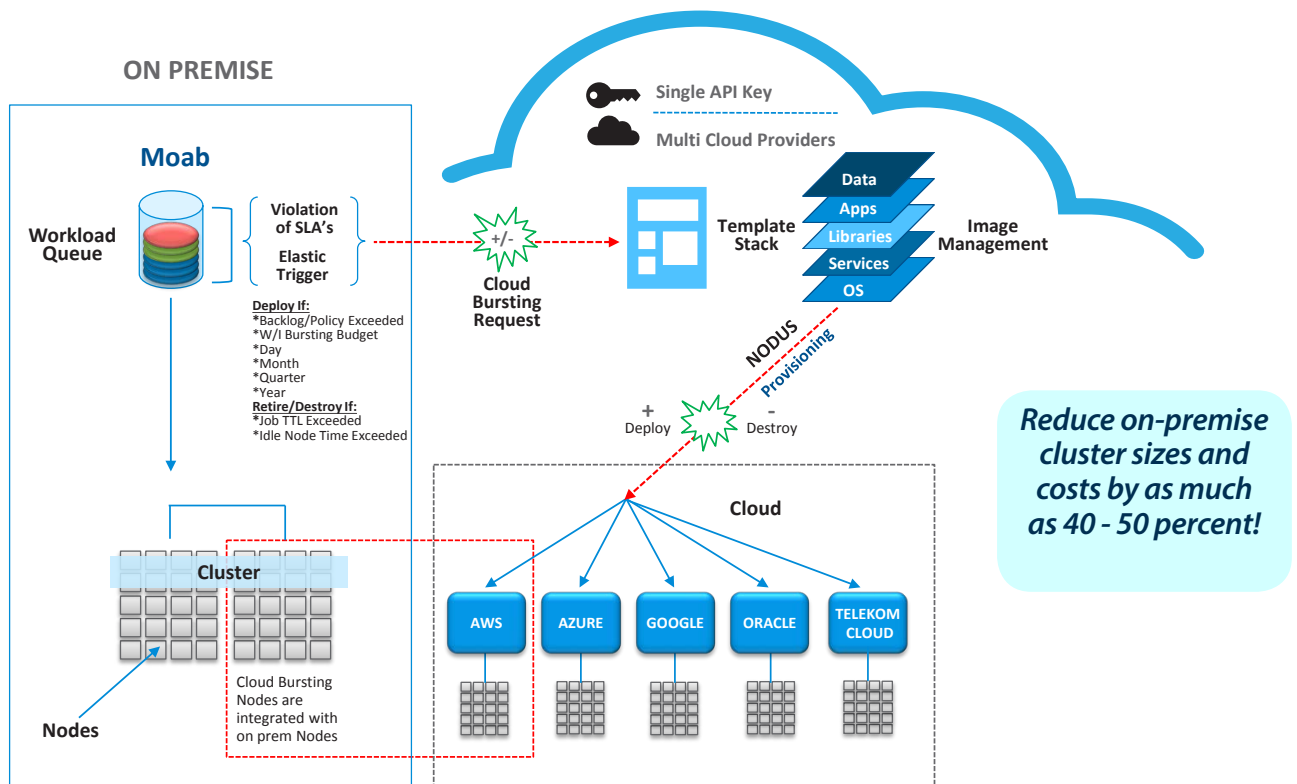 ON PREMISE
Moab
Workload
Queue
Violation
of SLA's
Elastic
Trigger
Deploy If:
*Backlog/Policy Exceeded
*W/I Bursting Budget
*Day
*Month
*Quarter
*Year
Retire/Destroy If:
*Job TTL Exceeded
*Idle Node Time Exceeded
Cluster
Nodes
Cloud Bursting
Nodes are
integrated with
on prem Nodes
+/-
Cloud
Bursting
Request
Single API Key
Multi Cloud Providers
Template
Stack
Data
Apps
Libraries
Services
OS
Image
Management
NODUS
Provisioning
+
Deploy
-
Destroy
Cloud
AWS
AZURE
GOOGLE
ORACLE
TELEKOM
CLOUD
Reduce on-premise
cluster sizes and
costs by as much
as 40 - 50 percent!